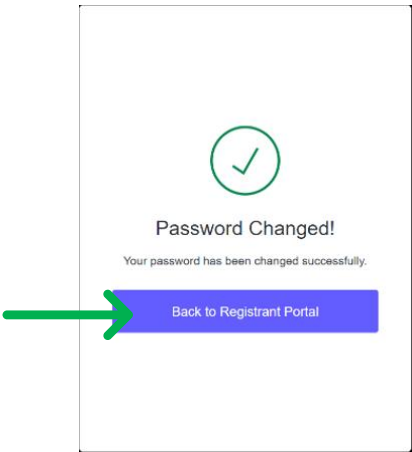 Password Changed!
Your password has been changed successfully.
Back to Registrant Portal